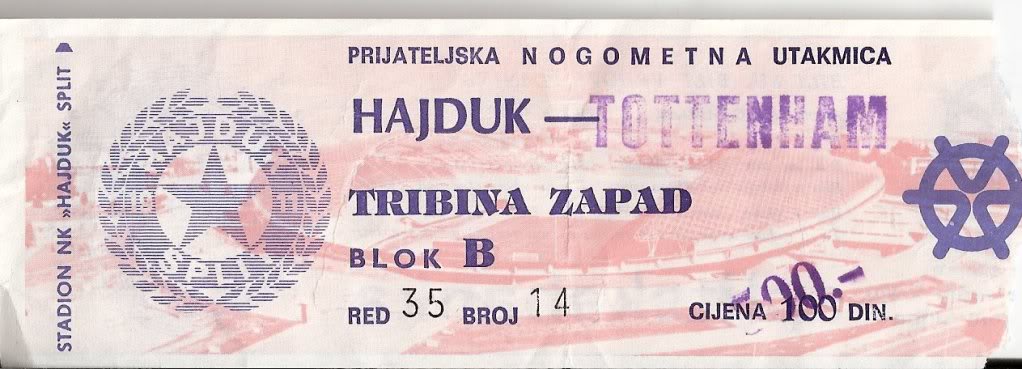 STADION NK »HAJDUK« SPLIT
PRIJATELJSKA NOGOMETNA UTAKMICA
HAJDUK — TOTTENHAM
TRIBINA ZAPAD
BLOK B
RED 35 BROJ 14
CIJENA 100 DIN.